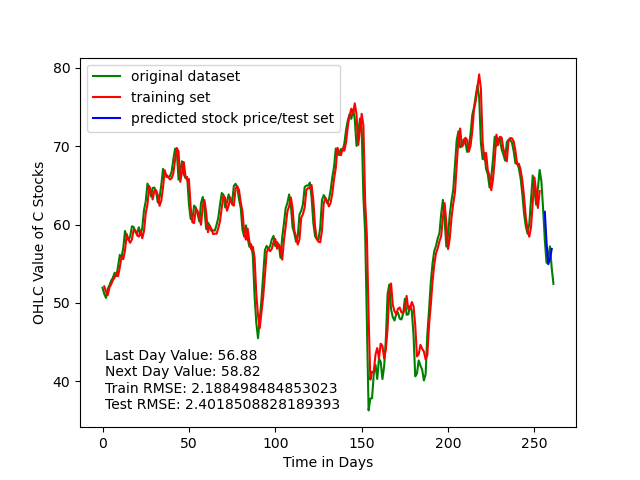 original dataset
training set
predicted stock price/test set
80
70
60
50
40
OHLC Value of C Stocks
Last Day Value: 56.88
Next Day Value: 58.82
Train RMSE: 2.188498484853023
Test RMSE: 2.4018508828189393
0 50 100 150 200 250
Time in Days